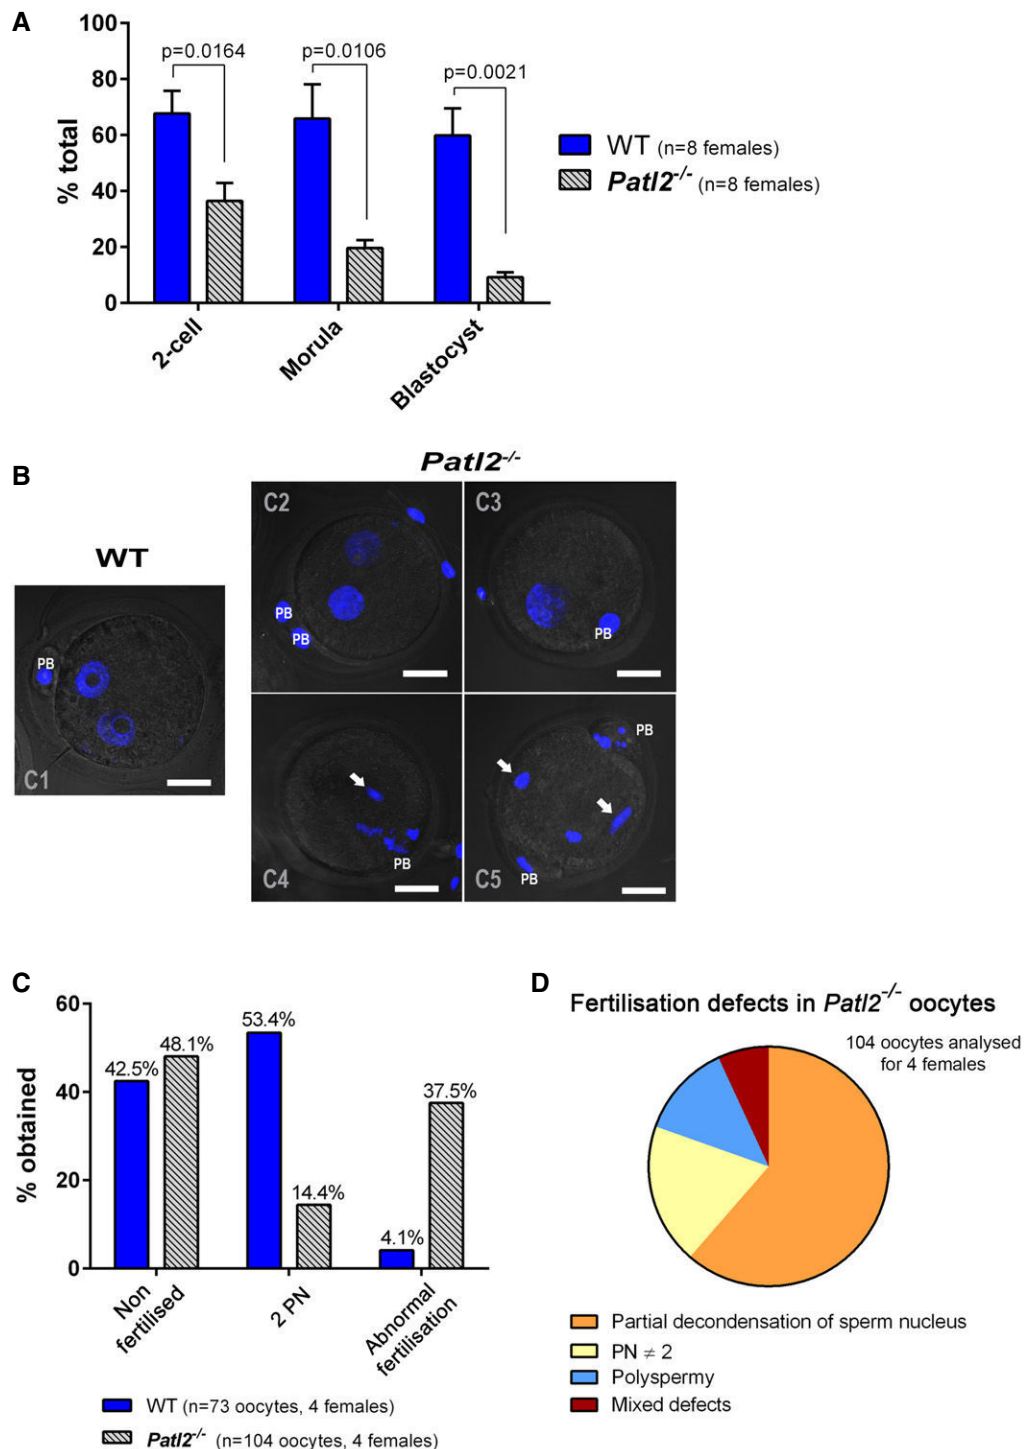 A
100
80
60
40
20
0
% total
p=0.0164
p=0.0106
p=0.0021
2-cell
Morula
Blastocyst
WT (n=8 females)
Patl2-/- (n=8 females)
B
Patl2-/-
WT
C1
PB
C2
PB
PB
C3
PB
C4
PB
C5
PB
PB
C
60
40
20
0
% obtained
42.5%
48.1%
53.4%
14.4%
4.1%
37.5%
Non
fertilised
2 PN
Abnormal
fertilisation
WT (n=73 oocytes, 4 females)
Patl2-/- (n=104 oocytes, 4 females)
D
Fertilisation defects in Patl2-/- oocytes
104 oocytes analysed
for 4 females
Partial decondensation of sperm nucleus
PN ≠ 2
Polyspermy
Mixed defects